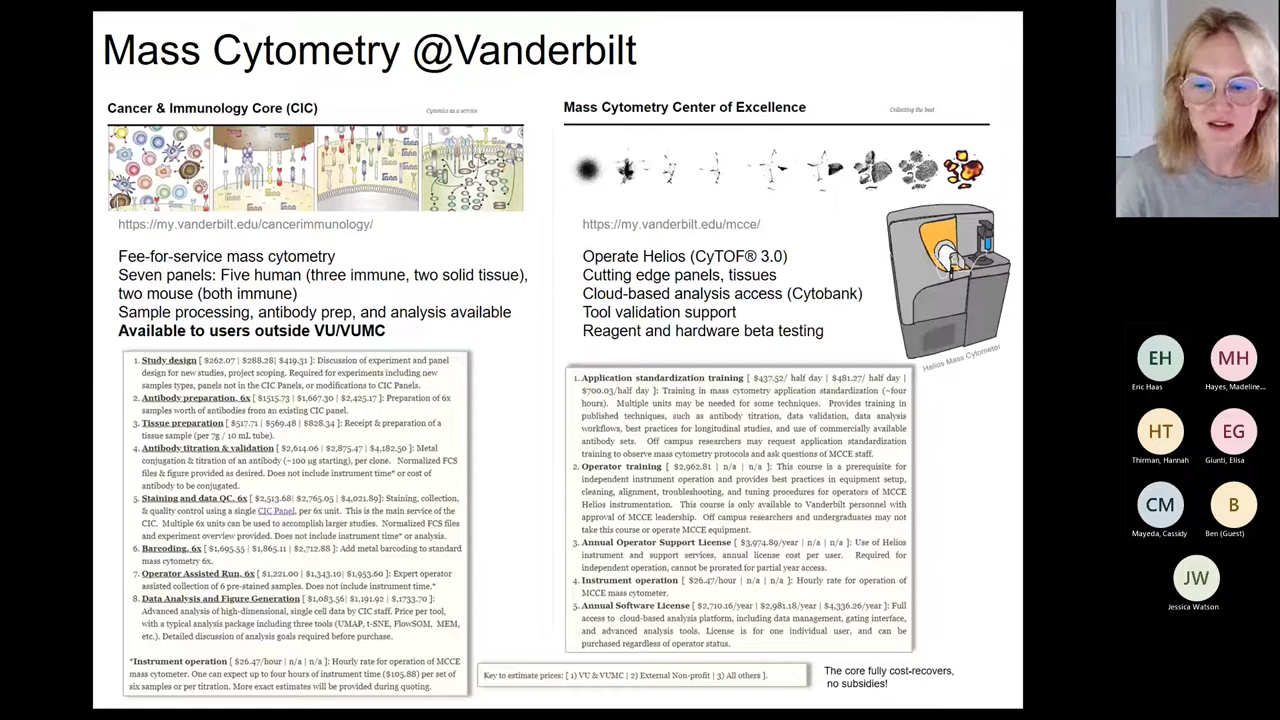 Mass Cytometry @Vanderbilt
Cancer & Immunology Core (CIC)
Cytomics as a service
https://my.vanderbilt.edu/cancerimmunology/
Fee-for-service mass cytometry
Seven panels: Five human (three immune, two solid tissue),
two mouse (both immune)
Sample processing, antibody prep, and analysis available
Available to users outside VU/VUMC
1. Study design [ $262.07 | $288.28| $419.31 ]: Discussion of experiment and panel
design for new studies, project scoping. Required for experiments including new
samples types, panels not in the CIC Panels, or modifications to CIC Panels.
2. Antibody preparation, 6x [ $1515.73 | $1,667.30 | $2,425.17 ]: Preparation of 6x
samples worth of antibodies from an existing CIC panel.
3. Tissue preparation [ $517.71 | $569.48 | $828.34 ]: Receipt & preparation of a
tissue sample (per 7g / 10 mL tube).
4. Antibody titration & validation [ $2,614.06 | $2,875.47 | $4,182.50 ]: Metal
conjugation & titration of an antibody (~100 µg starting), per clone. Normalized FCS
files & figure provided as desired. Does not include instrument time* or cost of
antibody to be conjugated.
5. Staining and data QC, 6x [ $2,513.68| $2,765.05 | $4,021.89]: Staining, collection,
& quality control using a single CIC Panel, per 6x unit. This is the main service of the
CIC. Multiple 6x units can be used to accomplish larger studies. Normalized FCS files
and experiment overview provided. Does not include instrument time* or analysis.
6. Barcoding, 6x [ $1,695.55 | $1,865.11 | $2,712.88 ]: Add metal barcoding to standard
mass cytometry 6x.
7. Operator Assisted Run, 6x [ $1,221.00 | $1,343.10| $1,953.60 ]: Expert operator
assisted collection of 6 pre-stained samples. Does not include instrument time.*
8. Data Analysis and Figure Generation [ $1,083.56| $1,191.92 | $,1733.70 ]:
Advanced analysis of high-dimensional, single cell data by CIC staff. Price per tool,
with a typical analysis package including three tools (UMAP, t-SNE, FlowSOM, MEM,
etc.). Detailed discussion of analysis goals required before purchase.
*Instrument operation [ $26.47/hour | n/a | n/a ]: Hourly rate for operation of MCCE
mass cytometer. One can expect up to four hours of instrument time ($105.88) per set of
six samples or per titration. More exact estimates will be provided during quoting.
Mass Cytometry Center of Excellence
Collecting the best
https://my.vanderbilt.edu/mcce/
Operate Helios (CyTOF® 3.0)
Cutting edge panels, tissues
Cloud-based analysis access (Cytobank)
Tool validation support
Reagent and hardware beta testing
Helios Mass Cytometer
1. Application standardization training [ $437.52/ half day | $481.27/ half day |
$700.03/half day ]: Training in mass cytometry application standardization (~four
hours). Multiple units may be needed for some techniques. Provides training in
published techniques, such as antibody titration, data validation, data analysis
workflows, best practices for longitudinal studies, and use of commercially available
antibody sets. Off campus researchers may request application standardization
training to observe mass cytometry protocols and ask questions of MCCE staff.
2. Operator training [ $2,962.81 | n/a | n/a ]: This course is a prerequisite for
independent instrument operation and provides best practices in equipment setup,
cleaning, alignment, troubleshooting, and tuning procedures for operators of MCCE
Helios instrumentation. This course is only available to Vanderbilt personnel with
approval of MCCE leadership. Off campus researchers and undergraduates may not
take this course or operate MCCE equipment.
3. Annual Operator Support License [ $3,974.89/year | n/a | n/a ]: Use of Helios
instrument and support services, annual license cost per user. Required for
independent operation, cannot be prorated for partial year access.
4. Instrument operation [ $26.47/hour | n/a | n/a ]: Hourly rate for operation of
MCCE mass cytometer.
5. Annual Software License [ $2,710.16/year | $2,981.18/year | $4,336.26/year ]: Full
access to cloud-based analysis platform, including data management, gating interface,
and advanced analysis tools. License is for one individual user, and can be
purchased regardless of operator status.
Key to estimate prices: [ 1) VU & VUMC | 2) External Non-profit | 3) All others ].
The core fully cost-recovers,
no subsidies!
EH
Eric Haas
MH
Hayes, Madeline...
HT
Thirman, Hannah
EG
Giunti, Elisa
CM
Mayeda, Cassidy
B
Ben (Guest)
JW
Jessica Watson